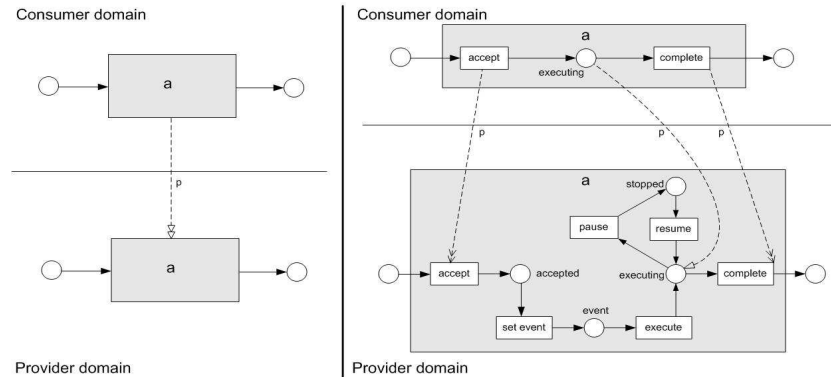 Consumer domain
a
p
a
Provider domain
Consumer domain
a
accept
executing
complete
p
p
p
a
stopped
pause
resume
accept
accepted
executing
complete
event
set event
execute
Provider domain